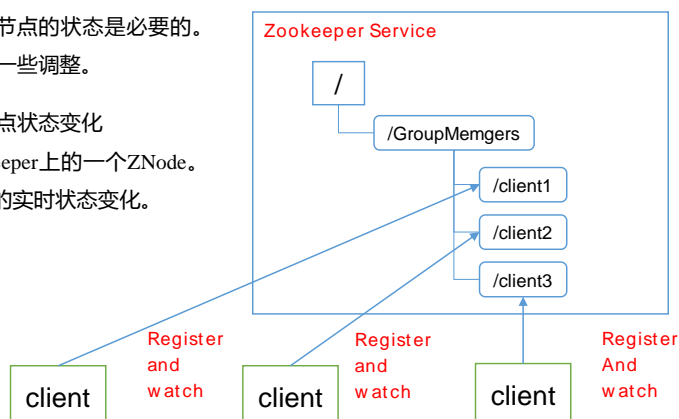 节点的状态是必要的。
一些调整。
点状态变化
eeper上的一个ZNode。
的实时状态变化。
Zookeeper Service
/
/GroupMemgers
/client1
/client2
/client3
Register
and
watch
Register
and
watch
Register
And
watch
client
client
client